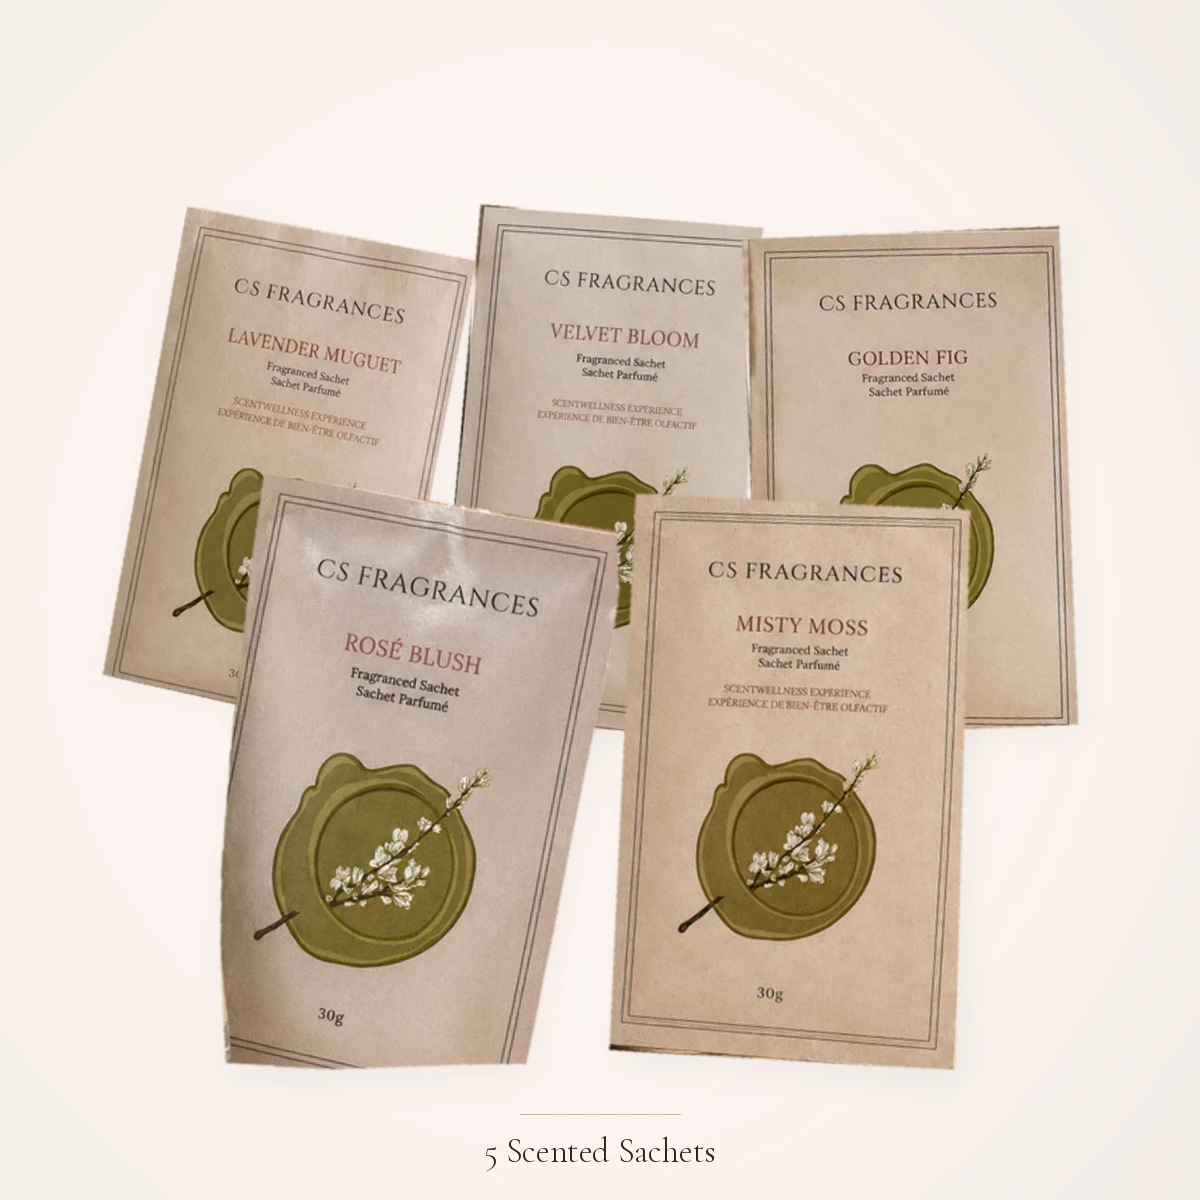 CS FRAGRANCES
LAVENDER MUGUET
Fragranced Sachet
Sachet Parfumé
SCENTWELLNESS EXPERIENCE
EXPÉRIENCE DE BIEN-ÊTRE OLFACTIF
CS FRAGRANCES
VELVET BLOOM
Fragranced Sachet
Sachet Parfumé
SCENTWELLNESS EXPERIENCE
EXPÉRIENCE DE BIEN-ÊTRE OLFACTIF
CS FRAGRANCES
GOLDEN FIG
Fragranced Sachet
Sachet Parfumé
CS FRAGRANCES
ROSÉ BLUSH
Fragranced Sachet
Sachet Parfumé
30g
CS FRAGRANCES
MISTY MOSS
Fragranced Sachet
Sachet Parfumé
SCENTWELLNESS EXPERIENCE
EXPÉRIENCE DE BIEN-ÊTRE OLFACTIF
30g
5 Scented Sachets